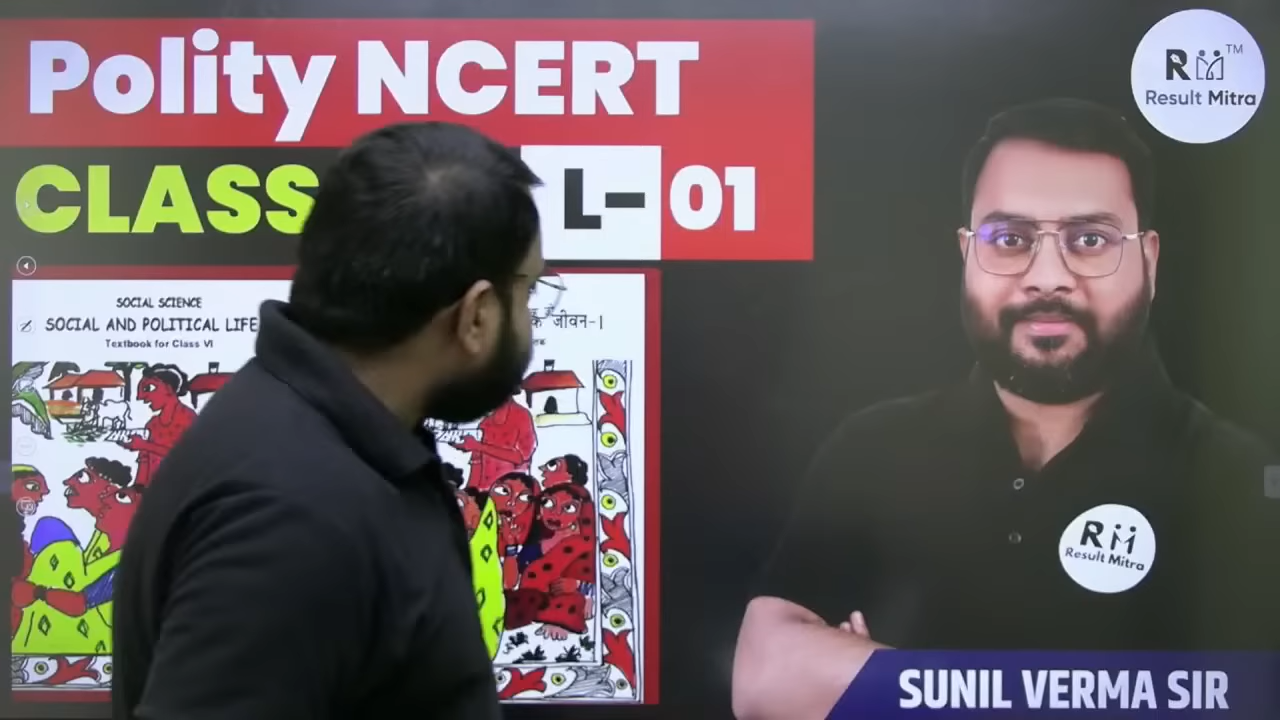 Polity NCERT
CLASS L-01
R TM
Result Mitra
SOCIAL SCIENCE
SOCIAL AND POLITICAL LIFE
Textbook for Class VI
जीवन-I
R
Result Mitra
SUNIL VERMA SIR